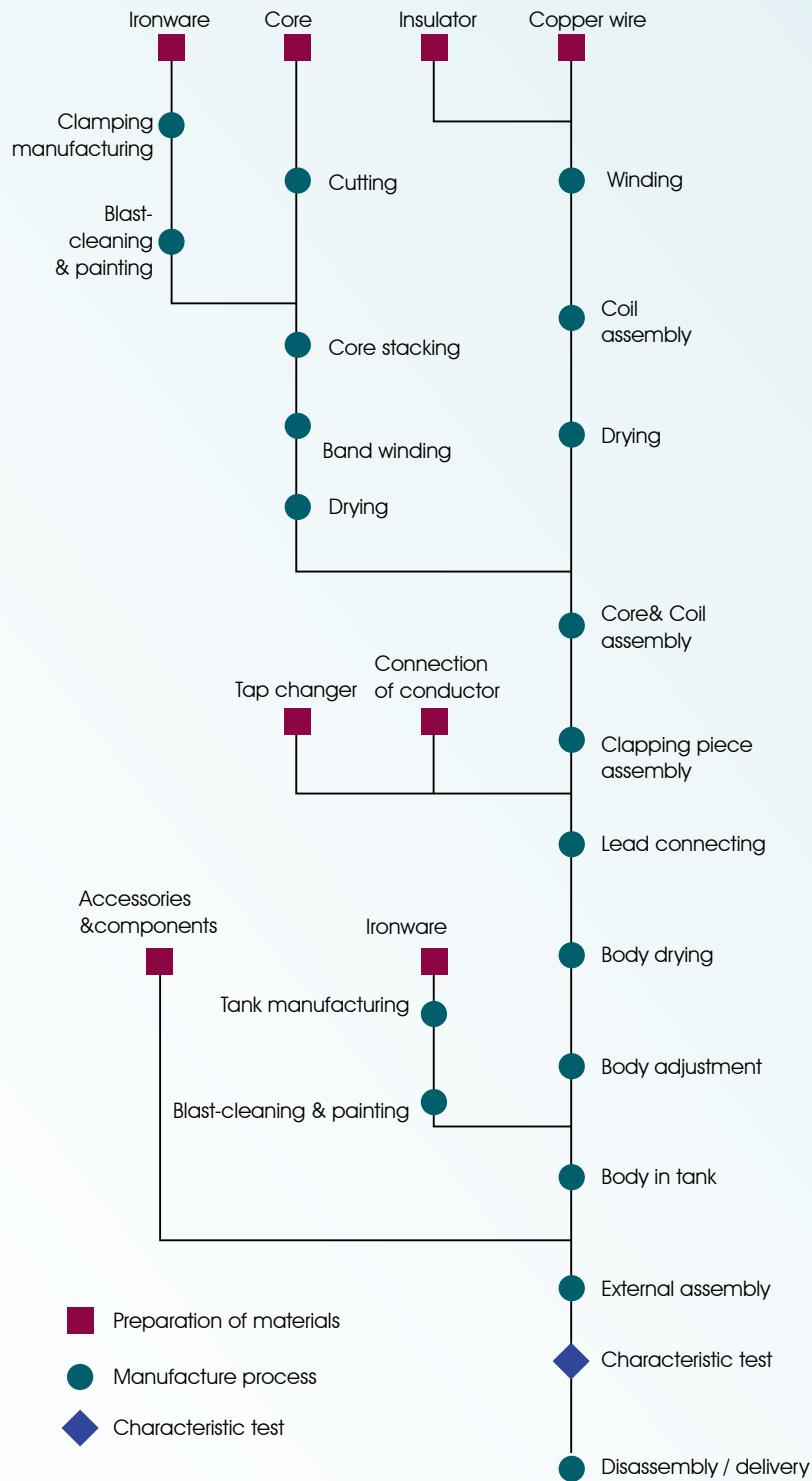 Ironware
Core
Insulator
Copper wire
Clamping
manufacturing
Cutting
Winding
Blast-
cleaning
& painting
Coil
assembly
Core stacking
Drying
Band winding
Drying
Core& Coil
assembly
Tap changer
Connection
of conductor
Clapping piece
assembly
Lead connecting
Accessories
&components
Ironware
Body drying
Tank manufacturing
Body adjustment
Blast-cleaning & painting
Body in tank
External assembly
Preparation of materials
Characteristic test
Manufacture process
Characteristic test
Disassembly / delivery